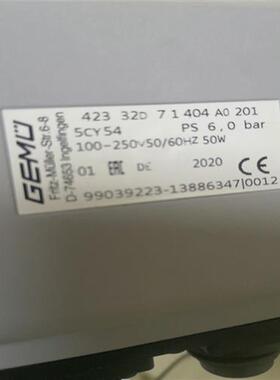 GEMÜ
Fritz-Müller-Str.6-8
D-74653 Ingelfingen
423 32D 7 1 404 A0 201
5CY54 PS 6,0 bar
100-250v50/60HZ 50W
01 EAC DE 2020 CE
99039223-13886347|0012